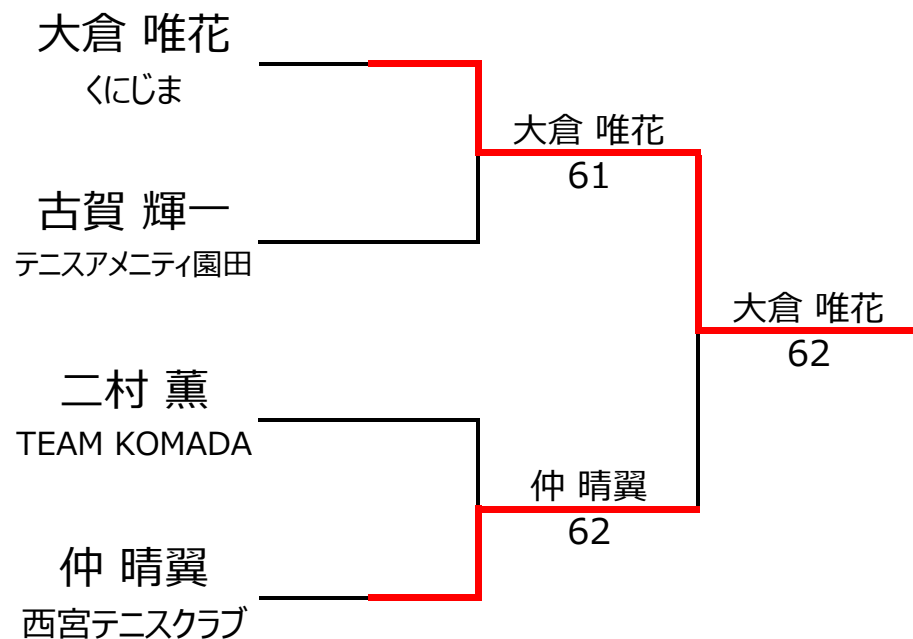 大倉 唯花
くにじま
古賀 輝一
テニスアメニティ園田
二村 薫
TEAM KOMADA
仲 晴翼
西宮テニスクラブ
大倉 唯花
61
仲 晴翼
62
大倉 唯花
62